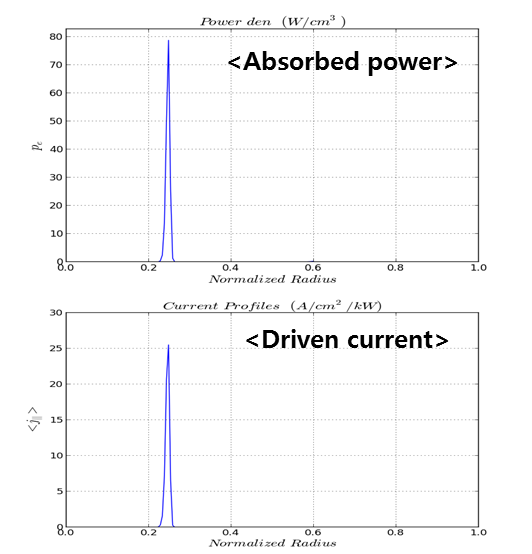 Power den (W/cm³ )
<Absorbed power>
80
70
60
50
40
30
20
10
0
p_e
0.0 0.2 0.4 0.6 0.8 1.0
Normalized Radius
Current Profiles (A/cm² /kW)
<Driven current>
30
25
20
15
10
5
0
<j_∥>
0.0 0.2 0.4 0.6 0.8 1.0
Normalized Radius